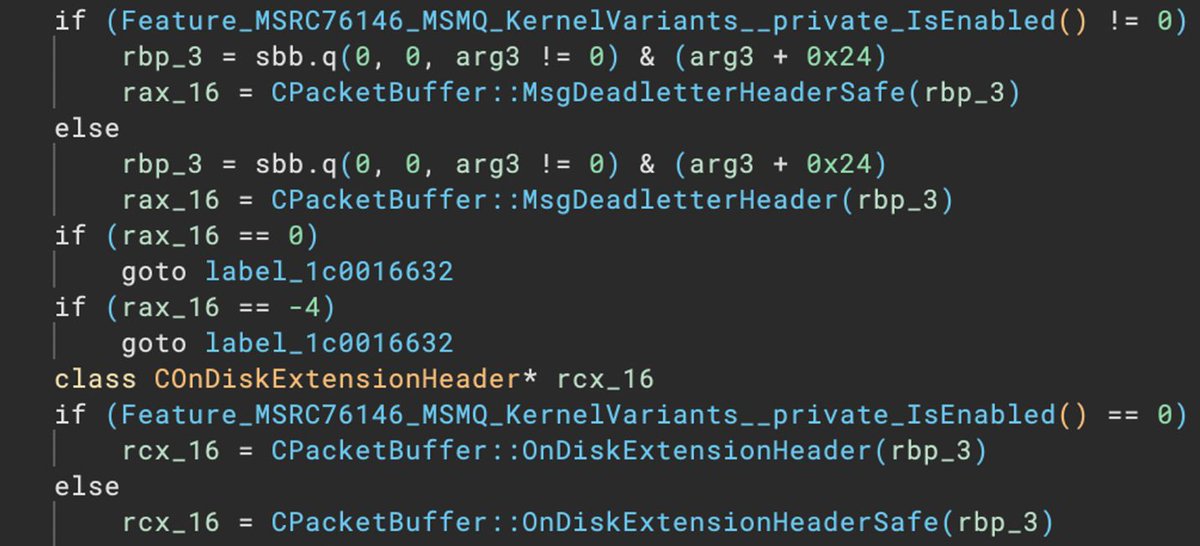 if (Feature_MSRC76146_MSMQ_KernelVariants__private_IsEnabled() != 0)
rbp_3 = sbb.q(0, 0, arg3 != 0) & (arg3 + 0x24)
rax_16 = CPacketBuffer::MsgDeadletterHeaderSafe(rbp_3)
else
rbp_3 = sbb.q(0, 0, arg3 != 0) & (arg3 + 0x24)
rax_16 = CPacketBuffer::MsgDeadletterHeader(rbp_3)
if (rax_16 == 0)
goto label_1c0016632
if (rax_16 == -4)
goto label_1c0016632
class COnDiskExtensionHeader* rcx_16
if (Feature_MSRC76146_MSMQ_KernelVariants__private_IsEnabled() == 0)
rcx_16 = CPacketBuffer::OnDiskExtensionHeader(rbp_3)
else
rcx_16 = CPacketBuffer::OnDiskExtensionHeaderSafe(rbp_3)